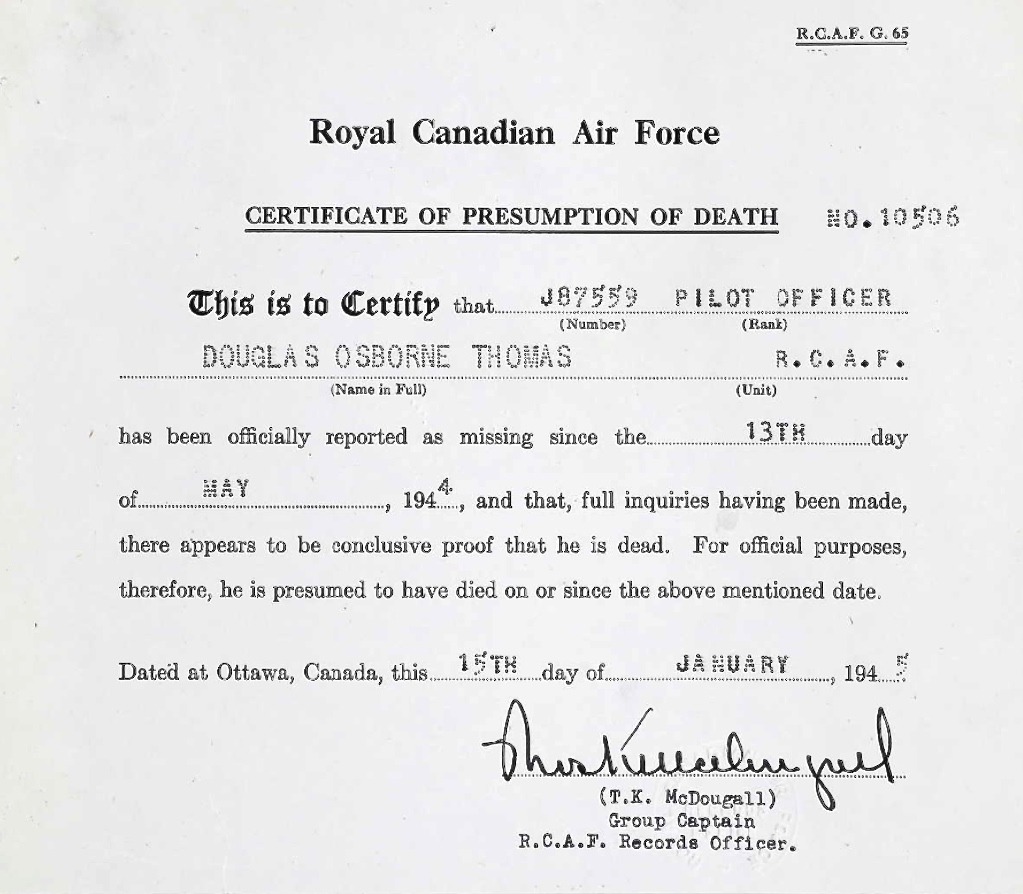 R.C.A.F. G. 65
Royal Canadian Air Force
CERTIFICATE OF PRESUMPTION OF DEATH NO.10506
This is to Certify that J87559 PILOT OFFICER
(Number) (Rank)
DOUGLAS OSBORNE THOMAS R.C.A.F.
(Name in Full) (Unit)
has been officially reported as missing since the 13TH day
of MAY, 1944, and that, full inquiries having been made,
there appears to be conclusive proof that he is dead. For official purposes,
therefore, he is presumed to have died on or since the above mentioned date.
Dated at Ottawa, Canada, this 15TH day of JANUARY, 1945
(T.K. McDougall)
Group Captain
R.C.A.F. Records Officer.